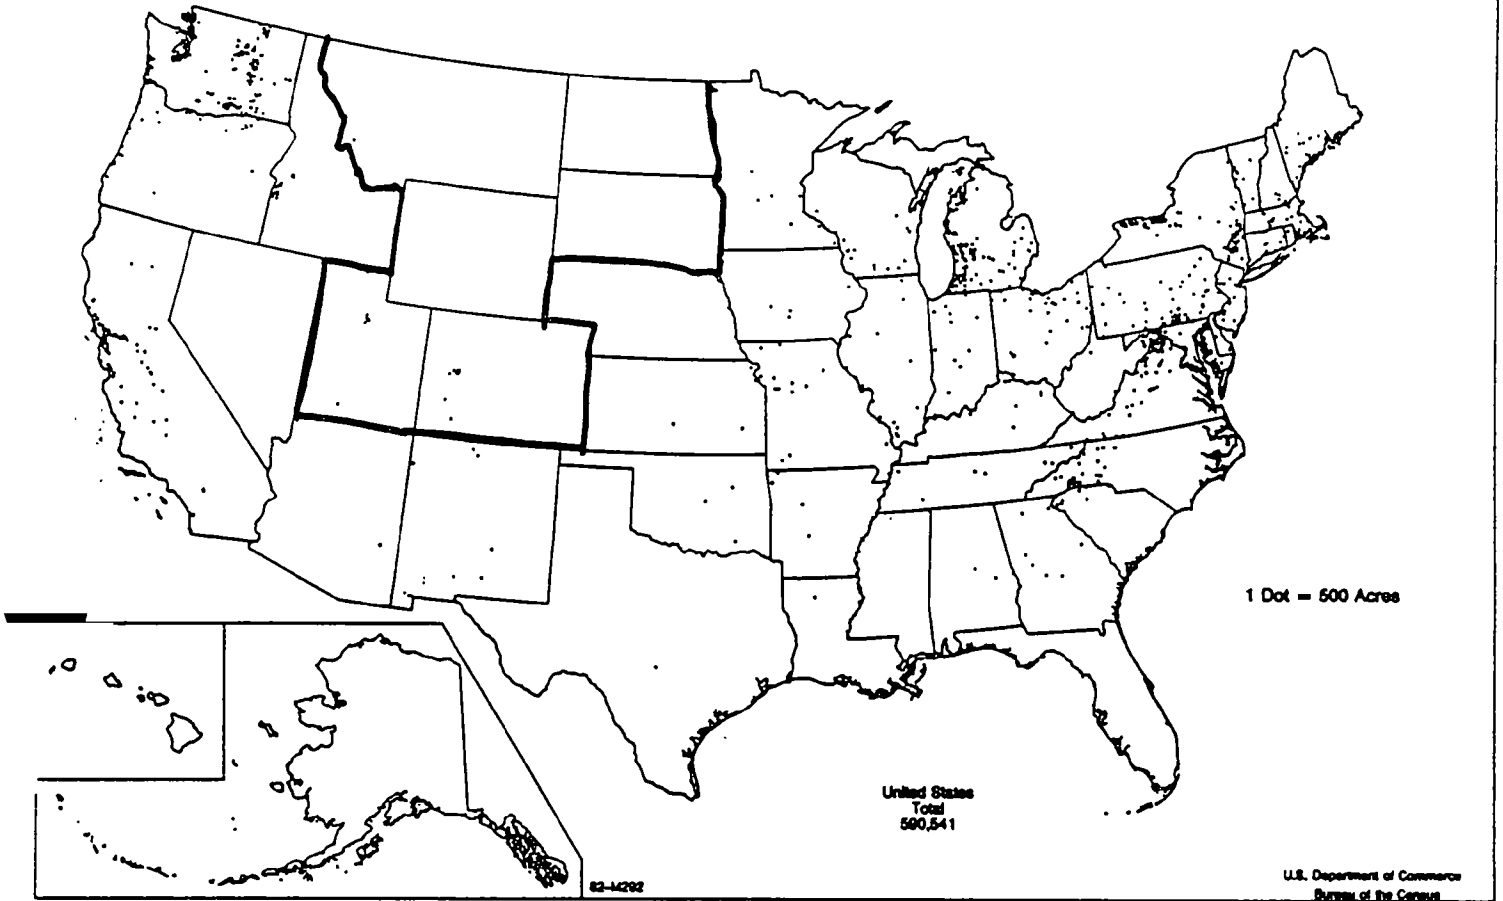 1 Dot = 500 Acres
United States
Total
590,541
82-M292
U.S. Department of Commerce
Bureau of the Census